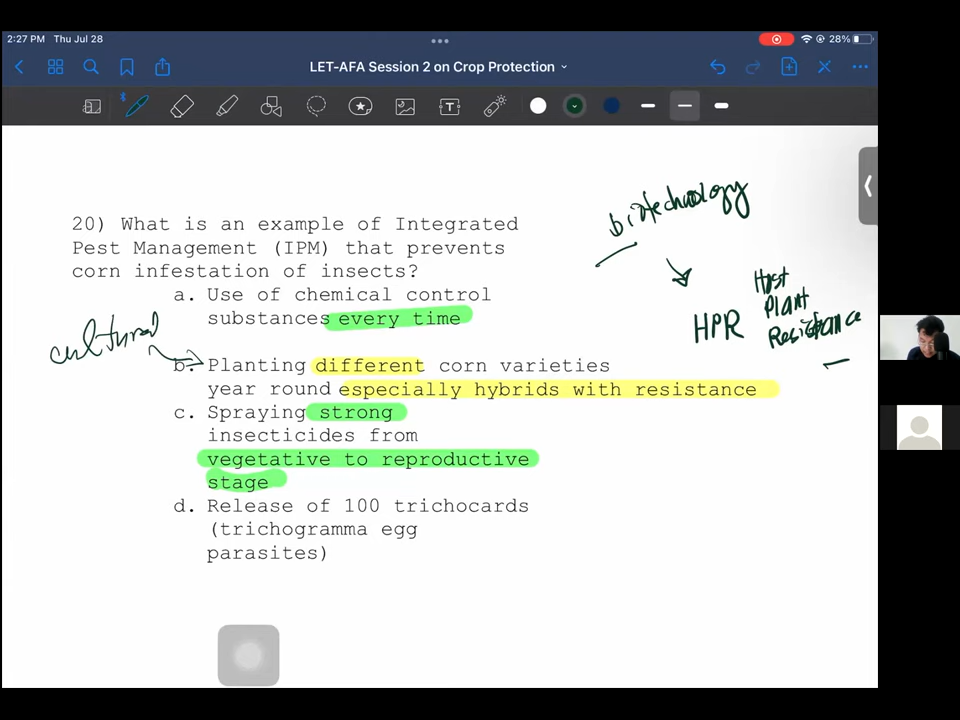 2:27 PM Thu Jul 28
28%
LET-AFA Session 2 on Crop Protection
biotechnology
20) What is an example of Integrated
Pest Management (IPM) that prevents
corn infestation of insects?
Host
Plant
Resistance
HPR
a. Use of chemical control
substances every time
cultural
b. Planting different corn varieties
year round especially hybrids with resistance
c. Spraying strong
insecticides from
vegetative to reproductive
stage
d. Release of 100 trichocards
(trichogramma egg
parasites)